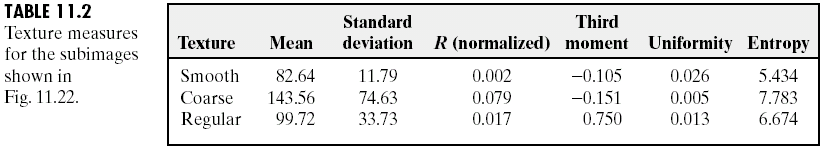 TABLE 11.2
Texture measures
for the subimages
shown in
Fig. 11.22.
Standard Third
Texture Mean deviation R (normalized) moment Uniformity Entropy
Smooth 82.64 11.79 0.002 −0.105 0.026 5.434
Coarse 143.56 74.63 0.079 −0.151 0.005 7.783
Regular 99.72 33.73 0.017 0.750 0.013 6.674